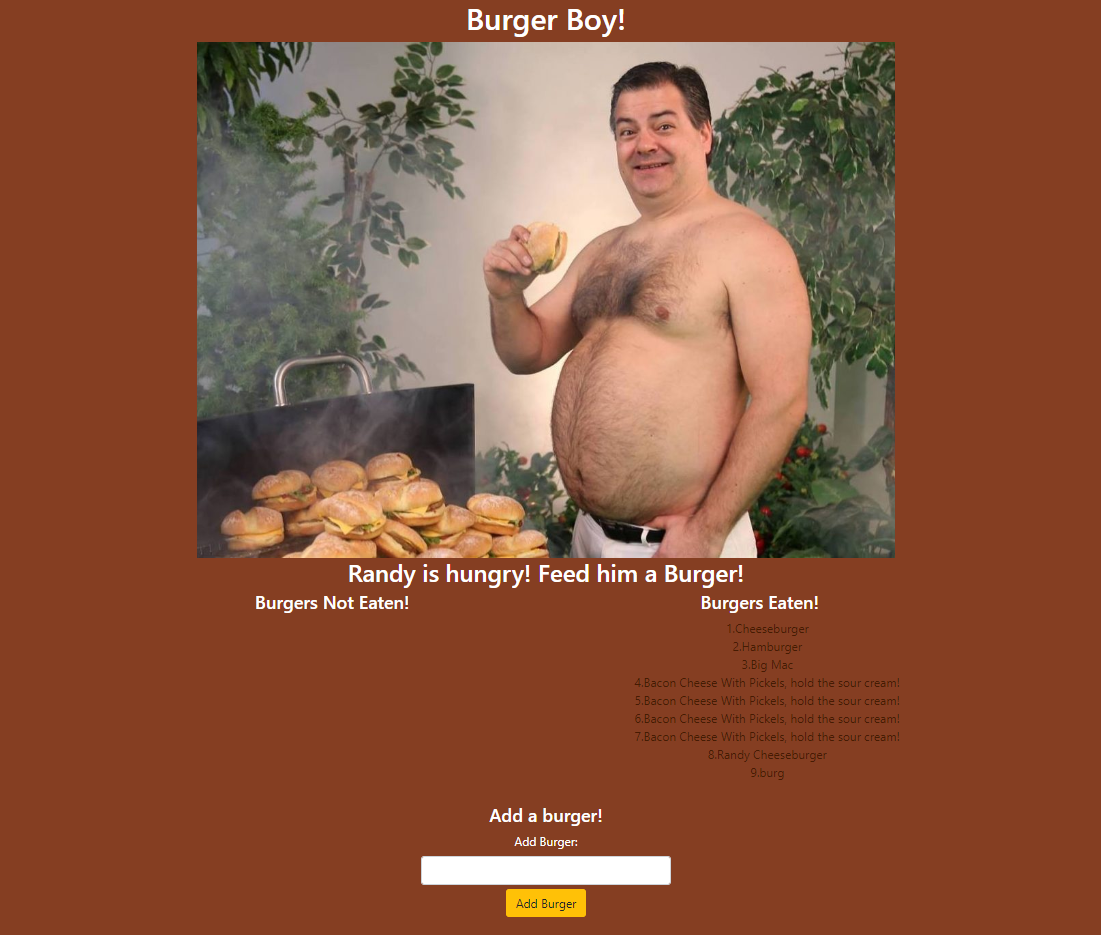 Burger Boy!
Randy is hungry! Feed him a Burger!
Burgers Not Eaten!
Burgers Eaten!
1.Cheeseburger
2.Hamburger
3.Big Mac
4.Bacon Cheese With Pickels, hold the sour cream!
5.Bacon Cheese With Pickels, hold the sour cream!
6.Bacon Cheese With Pickels, hold the sour cream!
7.Bacon Cheese With Pickels, hold the sour cream!
8.Randy Cheeseburger
9.burg
Add a burger!
Add Burger:
Add Burger